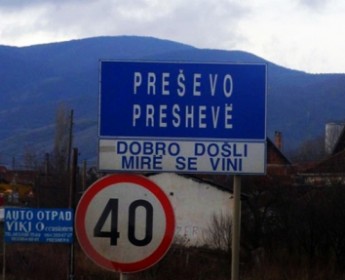 PREŠEVO
PRESHEVË
DOBRO DOŠLI
MIRË SE VINI
40
AUTO OTPAD
VIKI